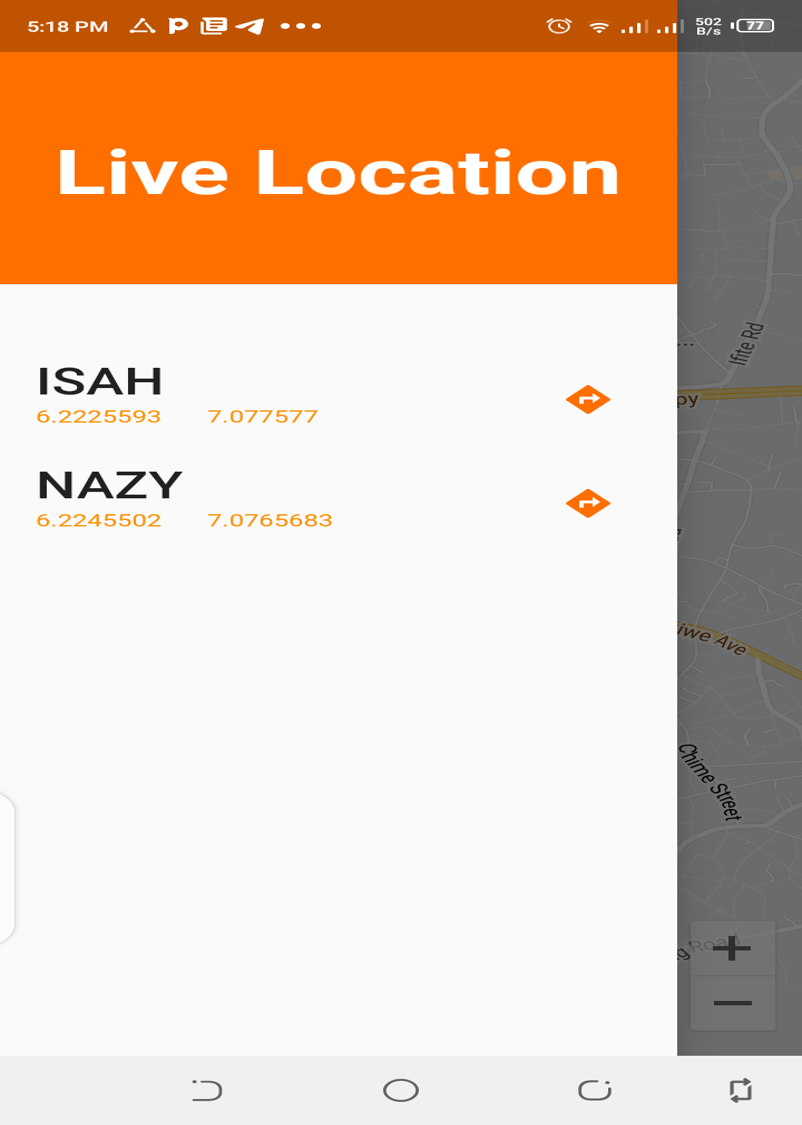 5:18 PM
502
B/s
77
Live Location
ISAH
6.2225593 7.077577
NAZY
6.2245502 7.0765683
Ifite Rd
py
iwe Ave
Chime Street
g Road